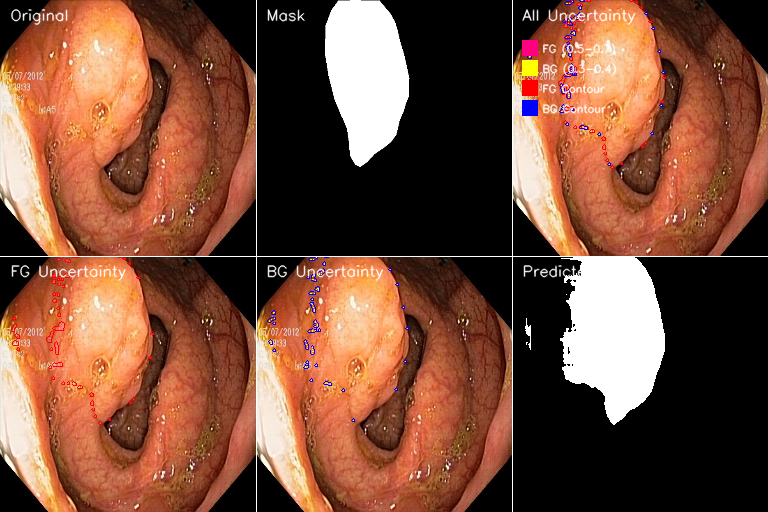 Original
Mask
All Uncertainty
FG (0.5-0.7)
BG (0.3-0.4)
FG Contour
BG Contour
FG Uncertainty
BG Uncertainty
Predicte